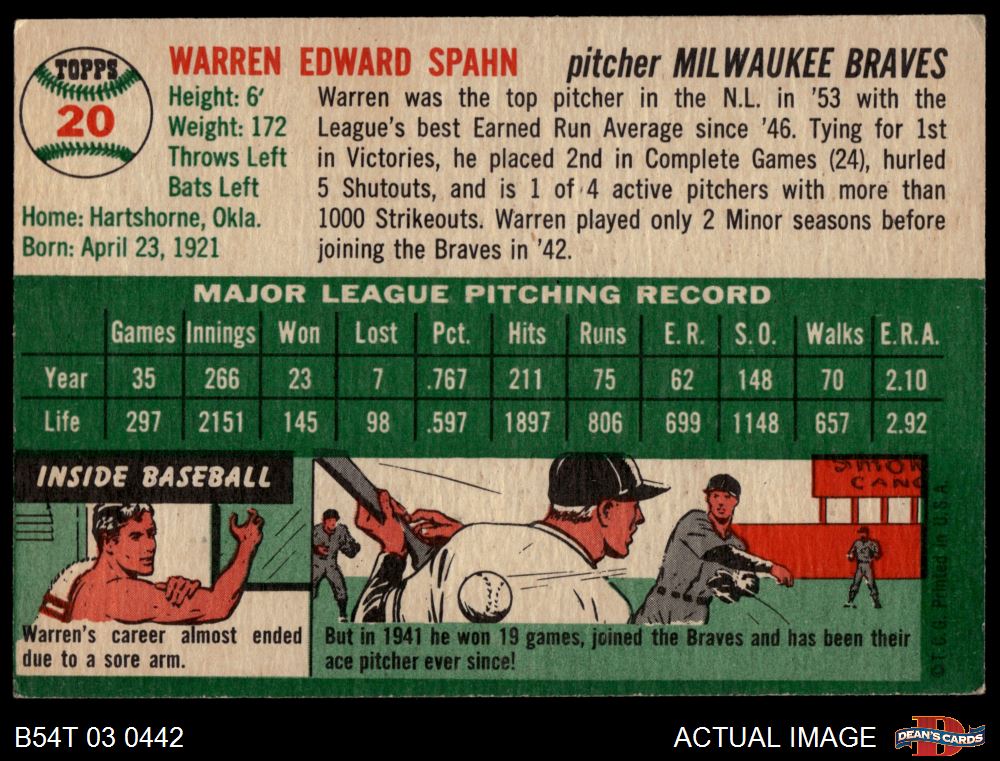 TOPPS
20
WARREN EDWARD SPAHN pitcher MILWAUKEE BRAVES
Height: 6'
Weight: 172
Throws Left
Bats Left
Home: Hartshorne, Okla.
Born: April 23, 1921
Warren was the top pitcher in the N.L. in '53 with the
League's best Earned Run Average since '46. Tying for 1st
in Victories, he placed 2nd in Complete Games (24), hurled
5 Shutouts, and is 1 of 4 active pitchers with more than
1000 Strikeouts. Warren played only 2 Minor seasons before
joining the Braves in '42.
MAJOR LEAGUE PITCHING RECORD
Games Innings Won Lost Pct. Hits Runs E.R. S.O. Walks E.R.A.
Year 35 266 23 7 .767 211 75 62 148 70 2.10
Life 297 2151 145 98 .597 1897 806 699 1148 657 2.92
INSIDE BASEBALL
Warren's career almost ended
due to a sore arm.
But in 1941 he won 19 games, joined the Braves and has been their
ace pitcher ever since!
© T.C.G. Printed in U.S.A.
B54T 03 0442
ACTUAL IMAGE
DEAN'S CARDS